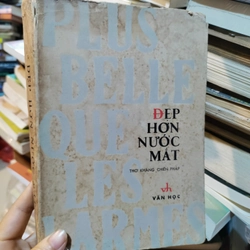 PLUS
BELLE
QUE
LES
LARMES
ĐẸP
HƠN
NƯỚC
MẮT
THƠ KHÁNG CHIẾN PHÁP
vh
VĂN HỌC